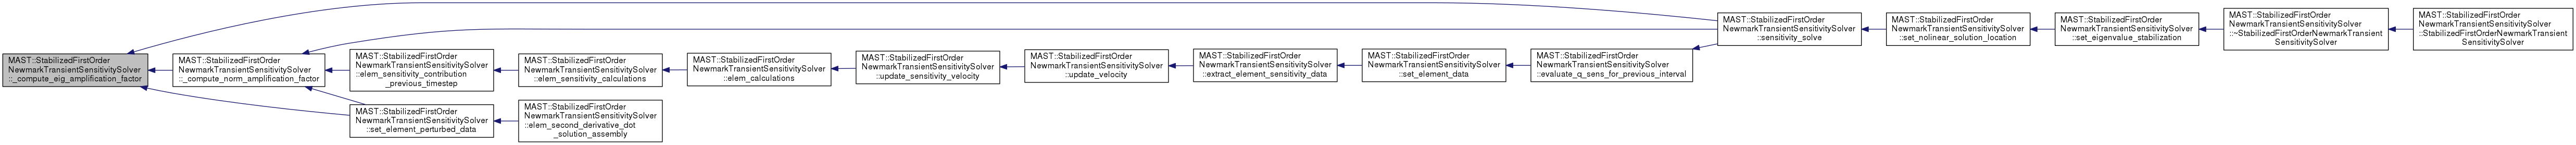 MAST::StabilizedFirstOrder
NewmarkTransientSensitivitySolver
::_compute_eig_amplification_factor
MAST::StabilizedFirstOrder
NewmarkTransientSensitivitySolver
::_compute_norm_amplification_factor
MAST::StabilizedFirstOrder
NewmarkTransientSensitivitySolver
::elem_sensitivity_contribution
_previous_timestep
MAST::StabilizedFirstOrder
NewmarkTransientSensitivitySolver
::set_element_perturbed_data
MAST::StabilizedFirstOrder
NewmarkTransientSensitivitySolver
::elem_sensitivity_calculations
MAST::StabilizedFirstOrder
NewmarkTransientSensitivitySolver
::elem_second_derivative_dot
_solution_assembly
MAST::StabilizedFirstOrder
NewmarkTransientSensitivitySolver
::elem_calculations
MAST::StabilizedFirstOrder
NewmarkTransientSensitivitySolver
::update_sensitivity_velocity
MAST::StabilizedFirstOrder
NewmarkTransientSensitivitySolver
::update_velocity
MAST::StabilizedFirstOrder
NewmarkTransientSensitivitySolver
::extract_element_sensitivity_data
MAST::StabilizedFirstOrder
NewmarkTransientSensitivitySolver
::set_element_data
MAST::StabilizedFirstOrder
NewmarkTransientSensitivitySolver
::evaluate_q_sens_for_previous_interval
MAST::StabilizedFirstOrder
NewmarkTransientSensitivitySolver
::sensitivity_solve
MAST::StabilizedFirstOrder
NewmarkTransientSensitivitySolver
::set_nolinear_solution_location
MAST::StabilizedFirstOrder
NewmarkTransientSensitivitySolver
::set_eigenvalue_stabilization
MAST::StabilizedFirstOrder
NewmarkTransientSensitivitySolver
::~StabilizedFirstOrderNewmarkTransient
SensitivitySolver
MAST::StabilizedFirstOrder
NewmarkTransientSensitivitySolver
::StabilizedFirstOrderNewmarkTransient
SensitivitySolver